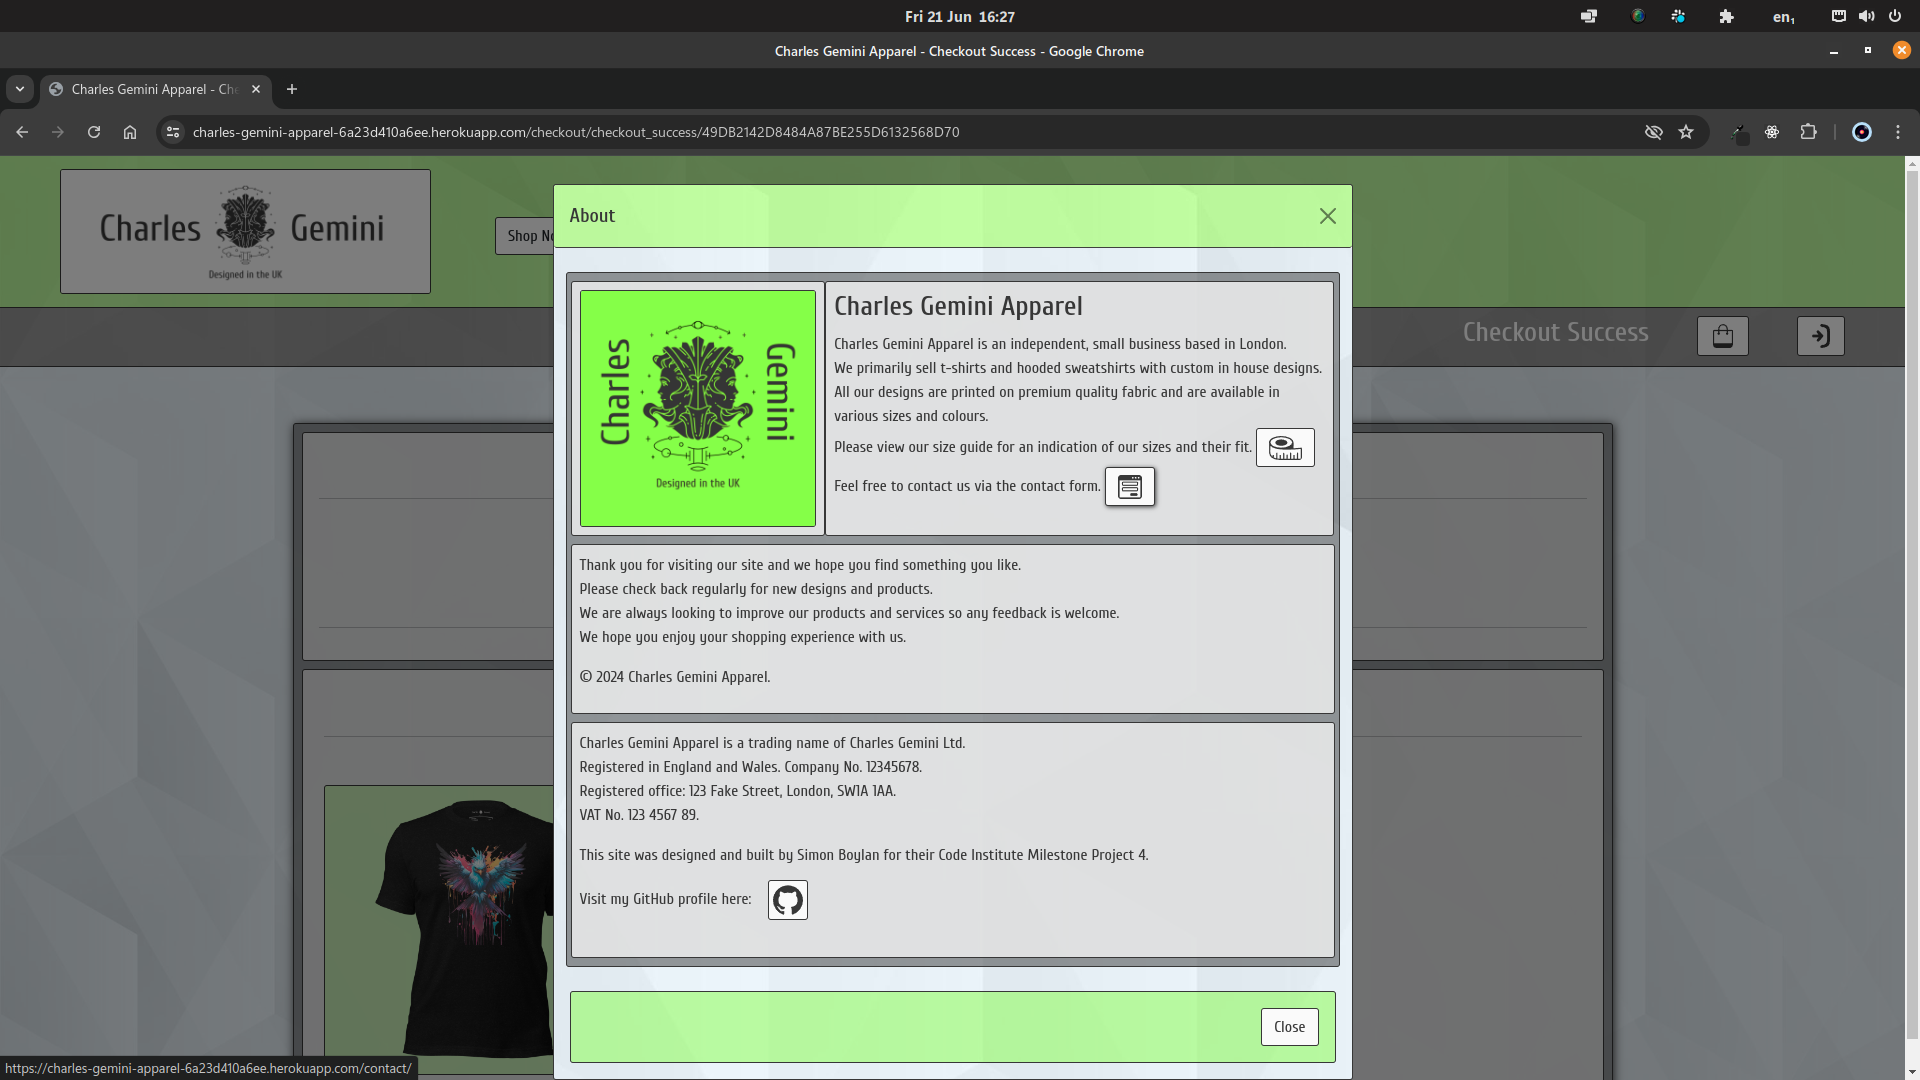 Fri 21 Jun 16:27
en1
Charles Gemini Apparel - Checkout Success - Google Chrome
Charles Gemini Apparel - Che
charles-gemini-apparel-6a23d410a6ee.herokuapp.com/checkout/checkout_success/49DB2142D8484A87BE255D6132568D70
Charles Gemini
Designed in the UK
Shop No
Checkout Success
About
Charles Gemini
Designed in the UK
Charles Gemini Apparel
Charles Gemini Apparel is an independent, small business based in London.
We primarily sell t-shirts and hooded sweatshirts with custom in house designs.
All our designs are printed on premium quality fabric and are available in
various sizes and colours.
Please view our size guide for an indication of our sizes and their fit.
Feel free to contact us via the contact form.
Thank you for visiting our site and we hope you find something you like.
Please check back regularly for new designs and products.
We are always looking to improve our products and services so any feedback is welcome.
We hope you enjoy your shopping experience with us.
© 2024 Charles Gemini Apparel.
Charles Gemini Apparel is a trading name of Charles Gemini Ltd.
Registered in England and Wales. Company No. 12345678.
Registered office: 123 Fake Street, London, SW1A 1AA.
VAT No. 123 4567 89.
This site was designed and built by Simon Boylan for their Code Institute Milestone Project 4.
Visit my GitHub profile here:
Close
https://charles-gemini-apparel-6a23d410a6ee.herokuapp.com/contact/